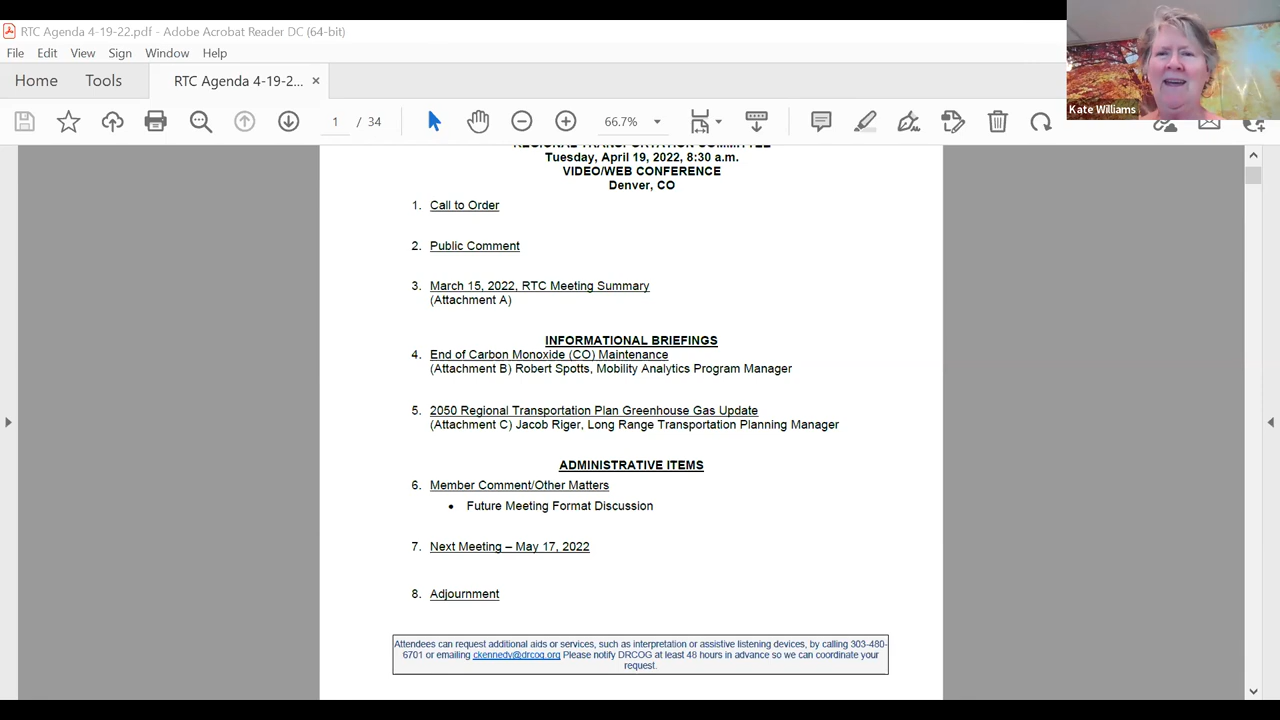 RTC Agenda 4-19-22.pdf - Adobe Acrobat Reader DC (64-bit)
File Edit View Sign Window Help
Home Tools RTC Agenda 4-19-2... ×
1 / 34 66.7%
Kate Williams
REGIONAL TRANSPORTATION COMMITTEE
Tuesday, April 19, 2022, 8:30 a.m.
VIDEO/WEB CONFERENCE
Denver, CO
1. Call to Order
2. Public Comment
3. March 15, 2022, RTC Meeting Summary
(Attachment A)
INFORMATIONAL BRIEFINGS
4. End of Carbon Monoxide (CO) Maintenance
(Attachment B) Robert Spotts, Mobility Analytics Program Manager
5. 2050 Regional Transportation Plan Greenhouse Gas Update
(Attachment C) Jacob Riger, Long Range Transportation Planning Manager
ADMINISTRATIVE ITEMS
6. Member Comment/Other Matters
• Future Meeting Format Discussion
7. Next Meeting – May 17, 2022
8. Adjournment
Attendees can request additional aids or services, such as interpretation or assistive listening devices, by calling 303-480-
6701 or emailing ckennedy@drcog.org Please notify DRCOG at least 48 hours in advance so we can coordinate your
request.